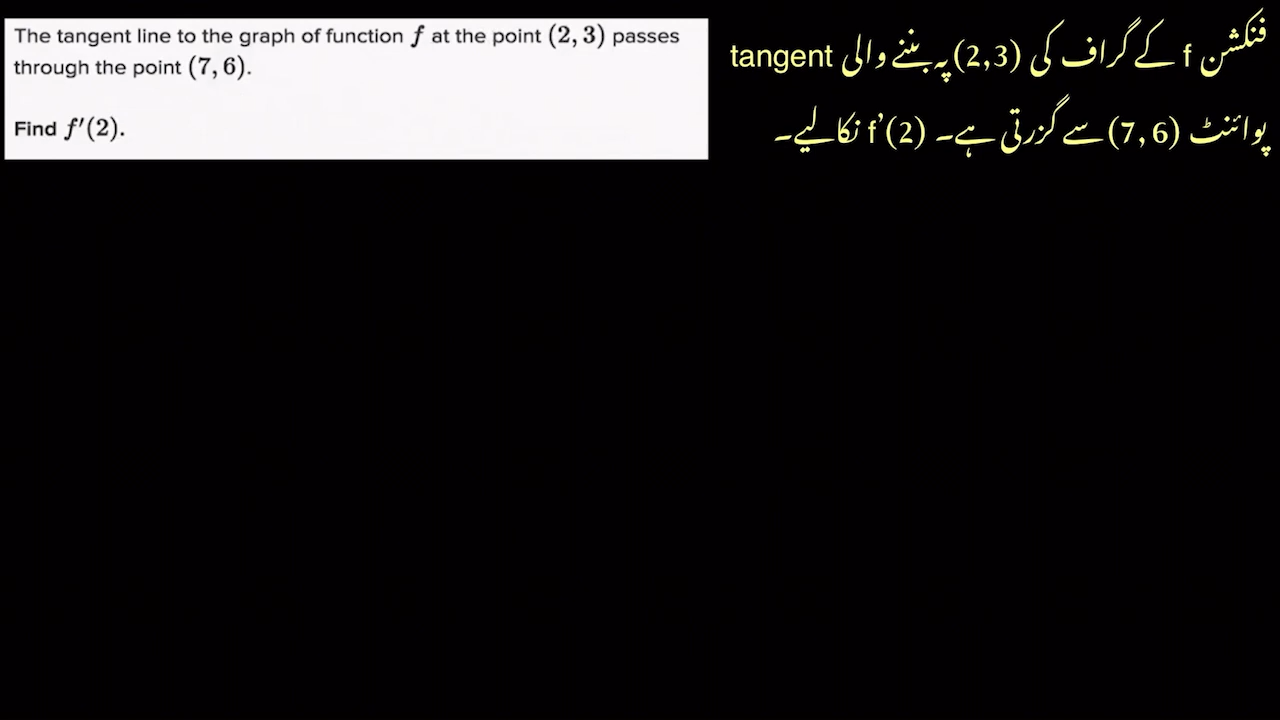 The tangent line to the graph of function f at the point (2, 3) passes
through the point (7, 6).
Find f′(2).
فنکشن f کے گراف کی (2,3) پہ بننے والی tangent
پوائنٹ (7, 6) سے گزرتی ہے۔ f’(2) نکالیے۔